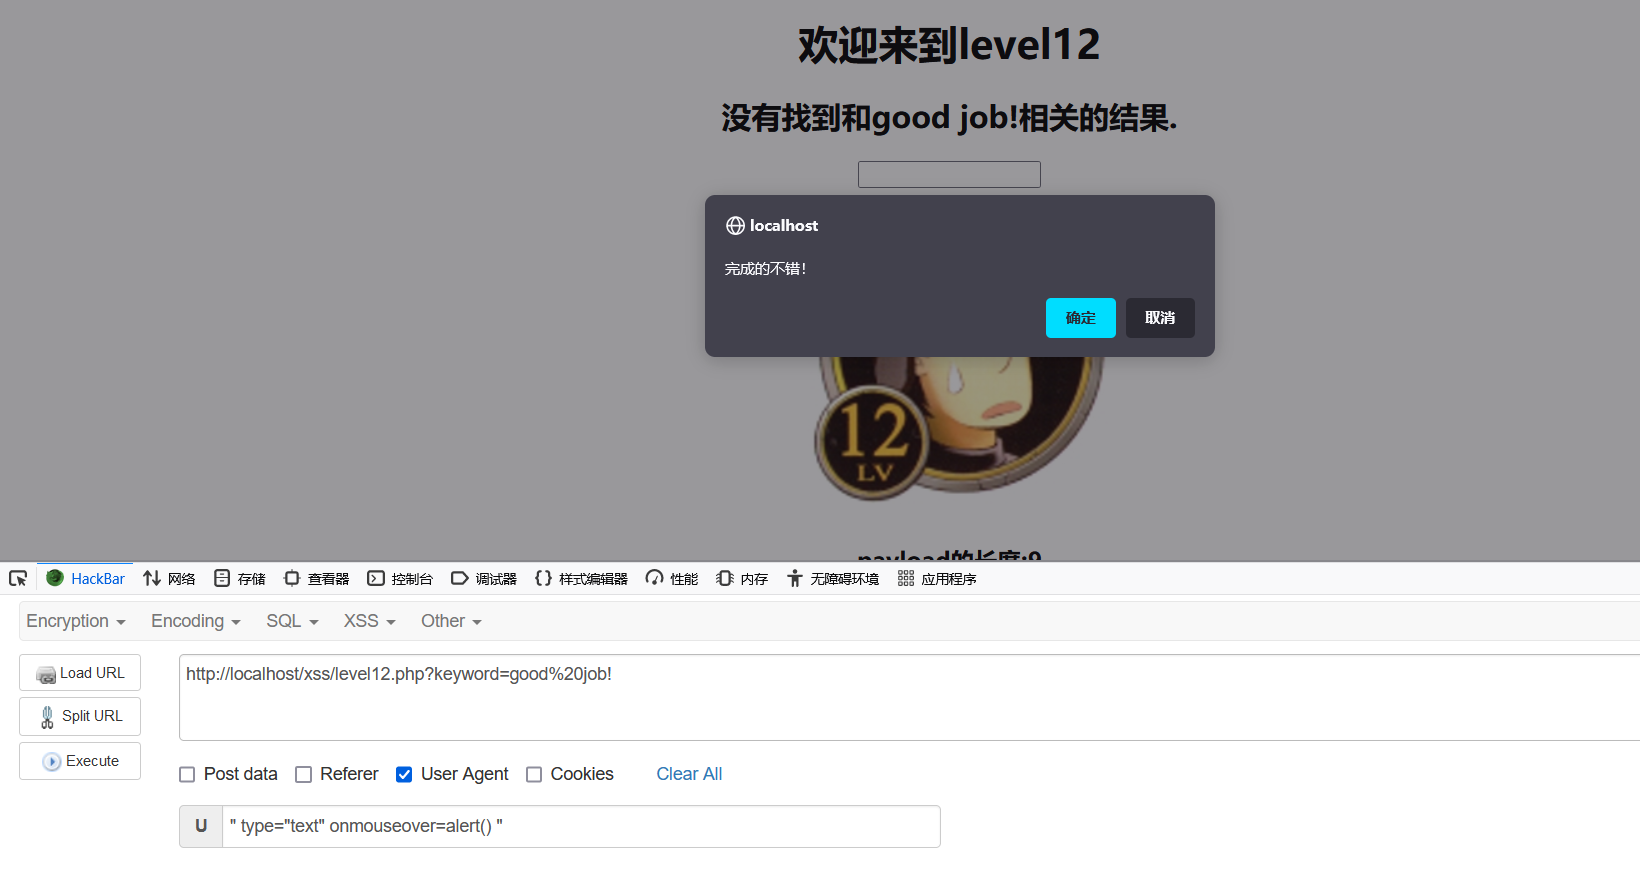 欢迎来到level12
没有找到和good job!相关的结果.
localhost
完成的不错！
确定 取消
12
LV
payload的长度:9
HackBar 网络 存储 查看器 控制台 调试器 样式编辑器 性能 内存 无障碍环境 应用程序
Encryption Encoding SQL XSS Other
Load URL http://localhost/xss/level12.php?keyword=good%20job!
Split URL
Execute
Post data Referer User Agent Cookies Clear All
U " type="text" onmouseover=alert() "